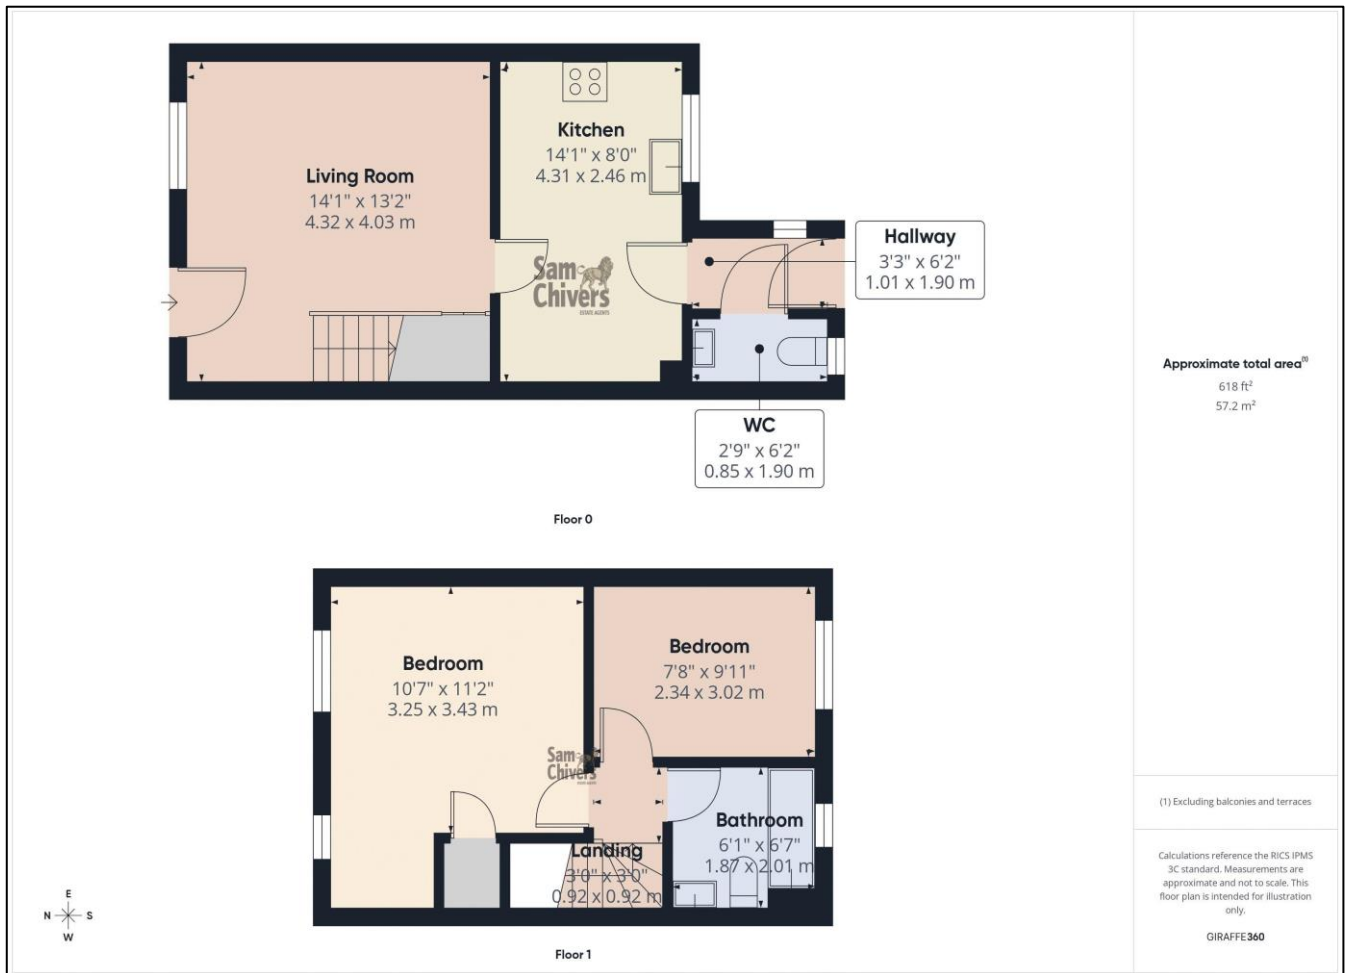 Living Room
14'1" x 13'2"
4.32 x 4.03 m
Kitchen
14'1" x 8'0"
4.31 x 2.46 m
Hallway
3'3" x 6'2"
1.01 x 1.90 m
Sam
Chivers
ESTATE AGENTS
WC
2'9" x 6'2"
0.85 x 1.90 m
Floor 0
Bedroom
10'7" x 11'2"
3.25 x 3.43 m
Bedroom
7'8" x 9'11"
2.34 x 3.02 m
Sam
Chivers
Bathroom
6'1" x 6'7"
1.87 x 2.01 m
Landing
3'0" x 3'0"
0.92 x 0.92 m
Floor 1
E
N S
W
Approximate total area(1)
618 ft²
57.2 m²
(1) Excluding balconies and terraces
Calculations reference the RICS IPMS
3C standard. Measurements are
approximate and not to scale. This
floor plan is intended for illustration
only.
GIRAFFE360